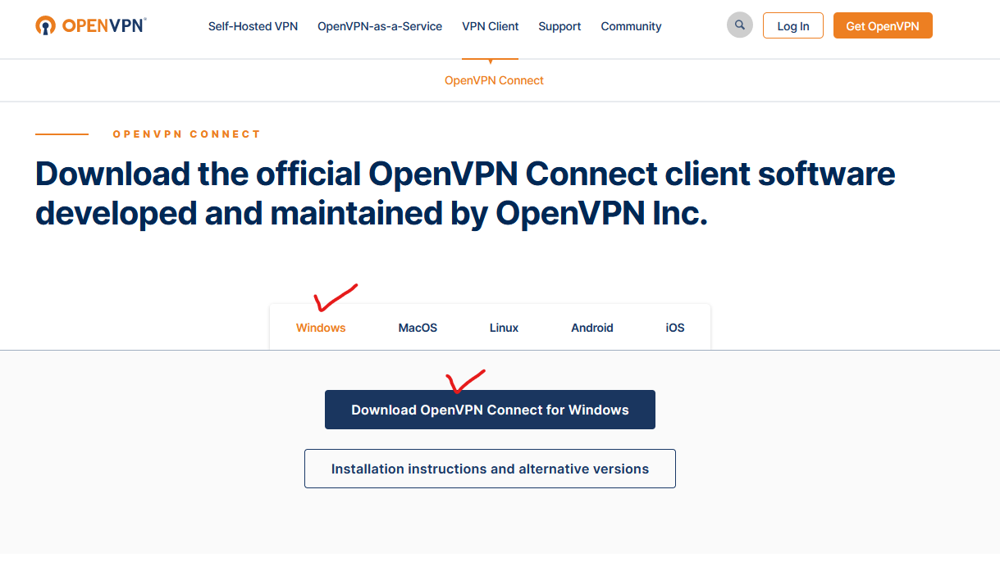 OPENVPN®
Self-Hosted VPN OpenVPN-as-a-Service VPN Client Support Community Log In Get OpenVPN
OpenVPN Connect
OPENVPN CONNECT
Download the official OpenVPN Connect client software
developed and maintained by OpenVPN Inc.
Windows MacOS Linux Android iOS
Download OpenVPN Connect for Windows
Installation instructions and alternative versions